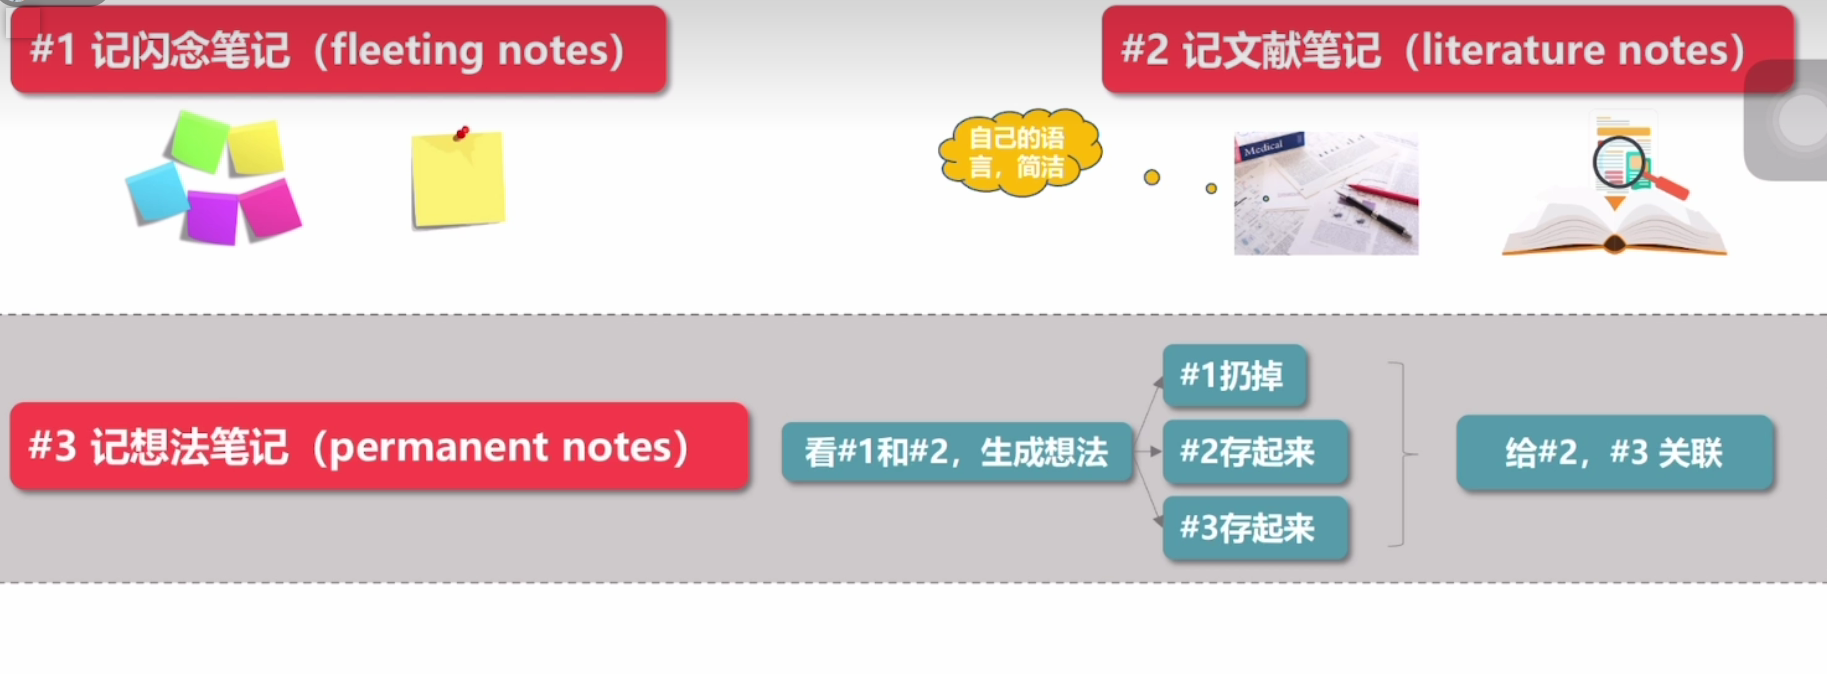 #1 记闪念笔记（fleeting notes）
#2 记文献笔记（literature notes）
自己的语
言，简洁
Medical
#3 记想法笔记（permanent notes）
看#1和#2，生成想法
#1扔掉
#2存起来
#3存起来
给#2，#3 关联